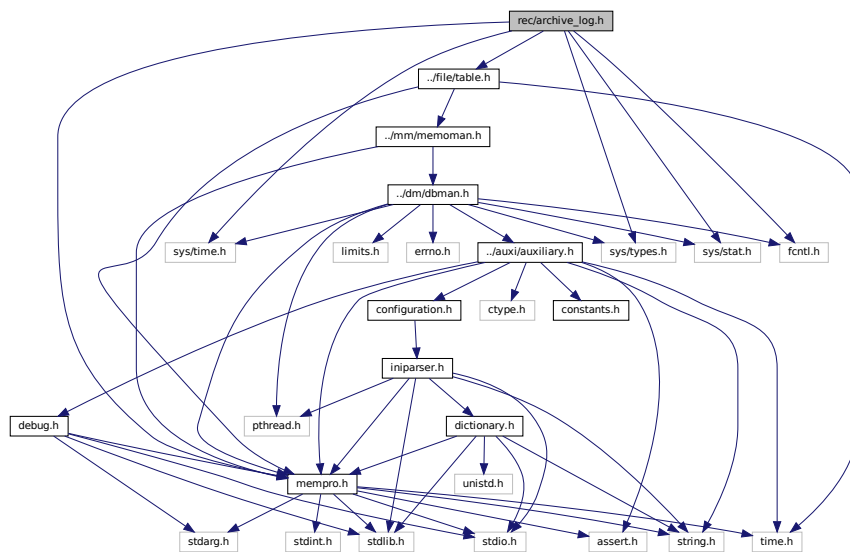 rec/archive_log.h
../file/table.h
../mm/memoman.h
../dm/dbman.h
sys/time.h
limits.h
errno.h
../auxi/auxiliary.h
sys/types.h
sys/stat.h
fcntl.h
configuration.h
ctype.h
constants.h
iniparser.h
debug.h
pthread.h
dictionary.h
mempro.h
unistd.h
stdarg.h
stdint.h
stdlib.h
stdio.h
assert.h
string.h
time.h